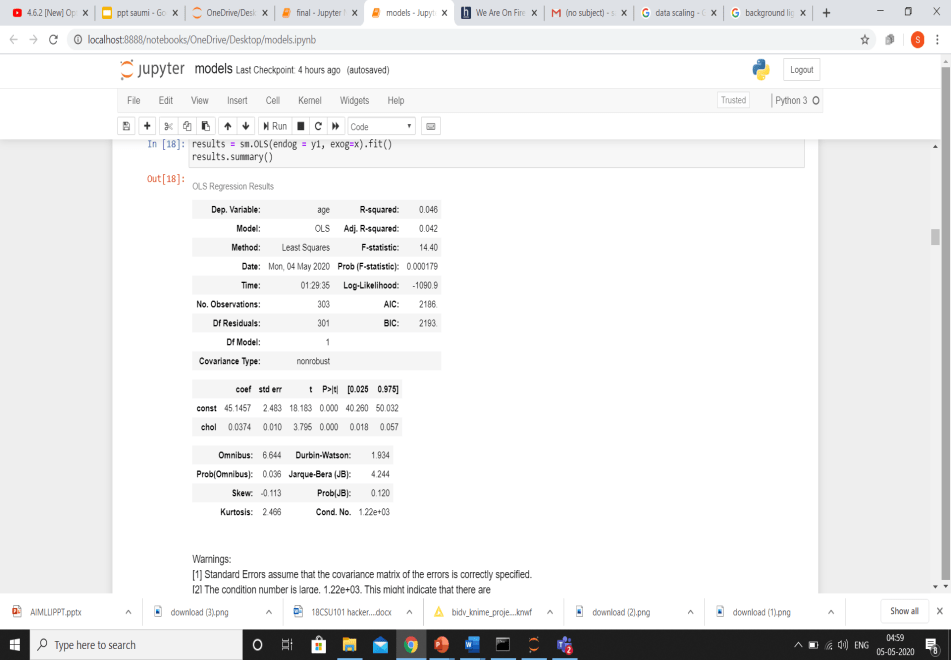 4.6.2 [New] Opt
ppt saumi - Go
OneDrive/Desk
final - Jupyter
models - Jupyt
We Are On Fire
(no subject) - s
data scaling - G
background lig
localhost:8888/notebooks/OneDrive/Desktop/models.ipynb
S
jupyter models Last Checkpoint: 4 hours ago (autosaved)
Logout
File Edit View Insert Cell Kernel Widgets Help
Trusted Python 3
Run Code
In [18]: results = sm.OLS(endog = y1, exog=x).fit()
results.summary()
Out[18]:
OLS Regression Results
Dep. Variable: age R-squared: 0.046
Model: OLS Adj. R-squared: 0.042
Method: Least Squares F-statistic: 14.40
Date: Mon, 04 May 2020 Prob (F-statistic): 0.000179
Time: 01:29:35 Log-Likelihood: -1090.9
No. Observations: 303 AIC: 2186.
Df Residuals: 301 BIC: 2193.
Df Model: 1
Covariance Type: nonrobust
coef std err t P>|t| [0.025 0.975]
const 45.1457 2.483 18.183 0.000 40.260 50.032
chol 0.0374 0.010 3.795 0.000 0.018 0.057
Omnibus: 6.644 Durbin-Watson: 1.934
Prob(Omnibus): 0.036 Jarque-Bera (JB): 4.244
Skew: -0.113 Prob(JB): 0.120
Kurtosis: 2.466 Cond. No. 1.22e+03
Warnings:
[1] Standard Errors assume that the covariance matrix of the errors is correctly specified.
[2] The condition number is large, 1.22e+03. This might indicate that there are
AIMLLIPPT.pptx
download (3).png
18CSU101 hacker....docx
bidv_knime_proje....knwf
download (2).png
download (1).png
Show all
Type here to search
ENG
04:59
05-05-2020
8